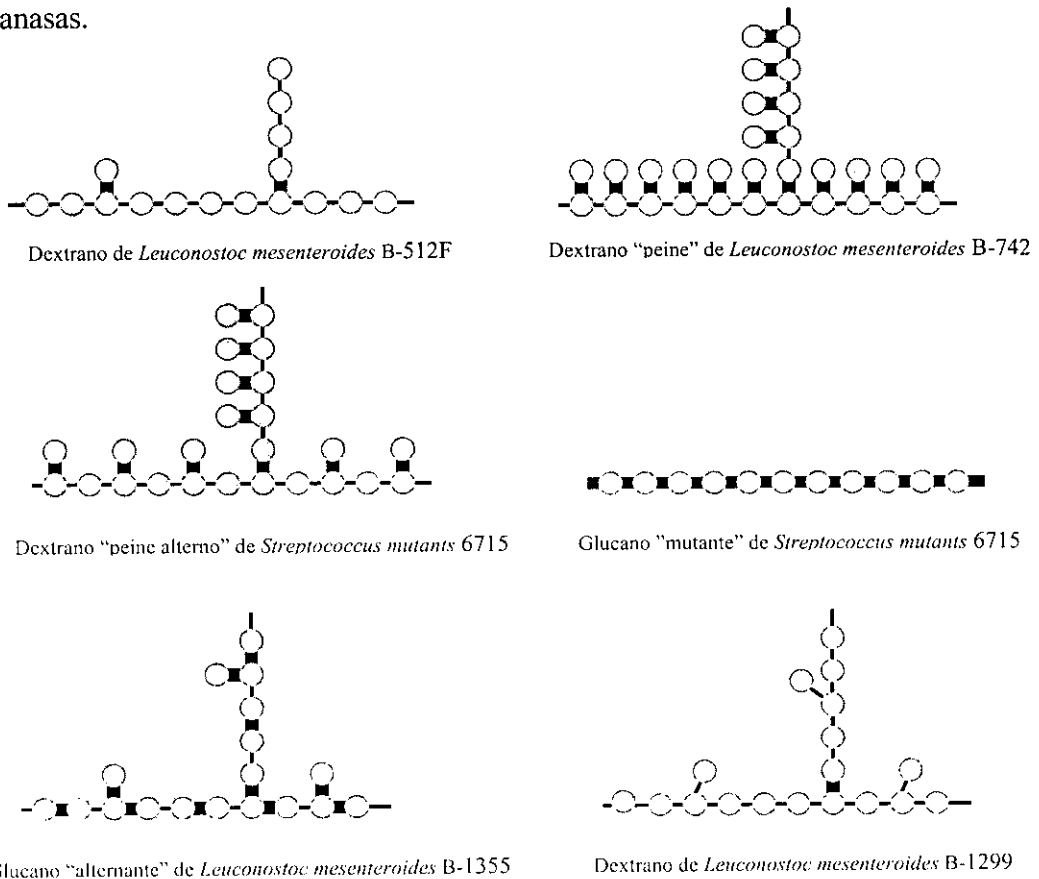 anasas.
Dextrano de Leuconostoc mesenteroides B-512F
Dextrano "peine" de Leuconostoc mesenteroides B-742
Dextrano "peine alterno" de Streptococcus mutants 6715
Glucano "mutante" de Streptococcus mutants 6715
Glucano "alternante" de Leuconostoc mesenteroides B-1355
Dextrano de Leuconostoc mesenteroides B-1299